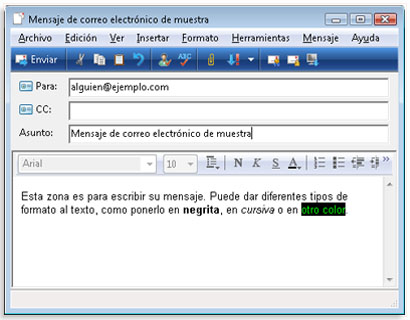 Mensaje de correo electrónico de muestra
Archivo Edición Ver Insertar Formato Herramientas Mensaje Ayuda
Enviar
Para: alguien@ejemplo.com
CC:
Asunto: Mensaje de correo electrónico de muestra
Arial 10 N K S A
Esta zona es para escribir su mensaje. Puede dar diferentes tipos de
formato al texto, como ponerlo en negrita, en cursiva o en otro color.